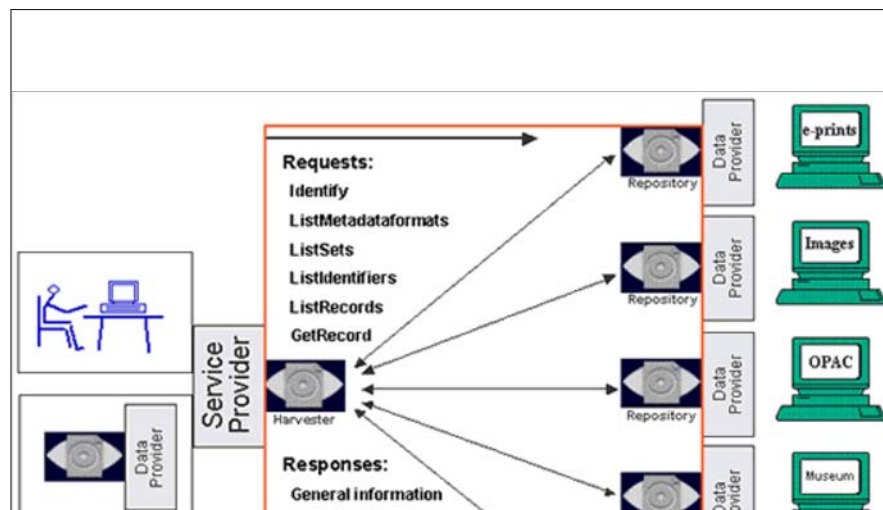 Requests:
Identify
ListMetadataformats
ListSets
ListIdentifiers
ListRecords
GetRecord
Service
Provider
Harvester
Data
Provider
Responses:
General information
Repository
Data
Provider
e-prints
Repository
Data
Provider
Images
Repository
Data
Provider
OPAC
Data
Provider
Museum